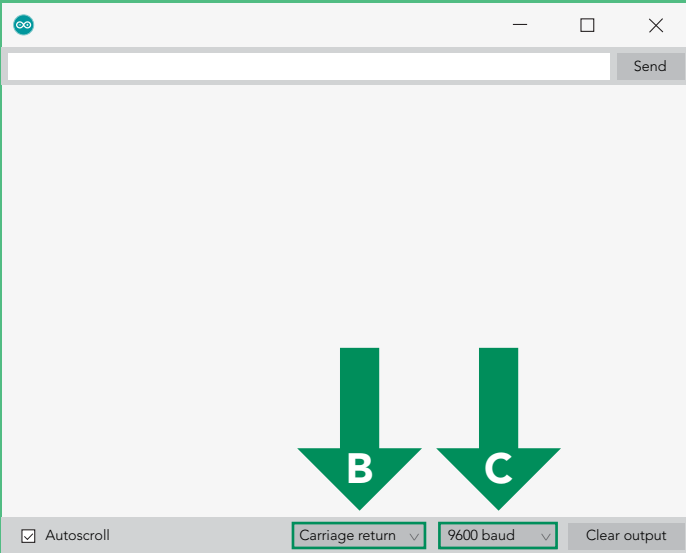 Send
B
C
Autoscroll
Carriage return
9600 baud
Clear output